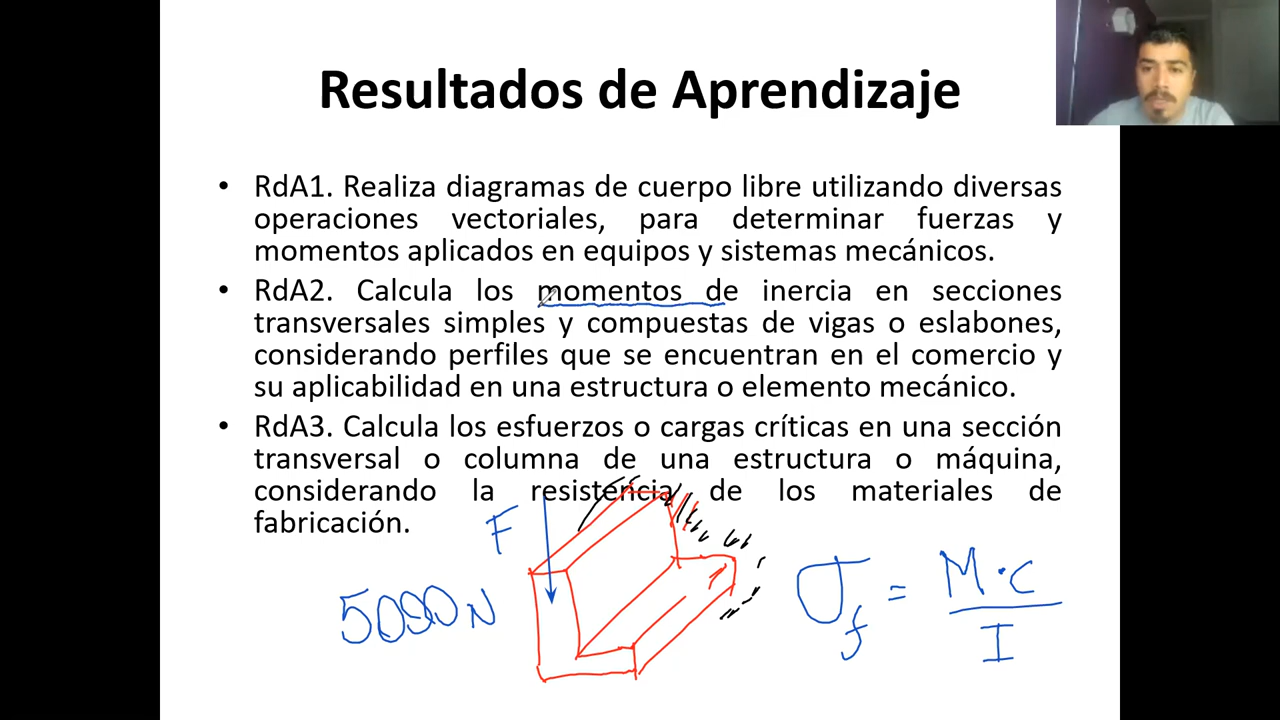 Resultados de Aprendizaje
• RdA1. Realiza diagramas de cuerpo libre utilizando diversas
operaciones vectoriales, para determinar fuerzas y
momentos aplicados en equipos y sistemas mecánicos.
• RdA2. Calcula los momentos de inercia en secciones
transversales simples y compuestas de vigas o eslabones,
considerando perfiles que se encuentran en el comercio y
su aplicabilidad en una estructura o elemento mecánico.
• RdA3. Calcula los esfuerzos o cargas críticas en una sección
transversal o columna de una estructura o máquina,
considerando la resistencia de los materiales de
fabricación.
F
N
σf = M·c
I